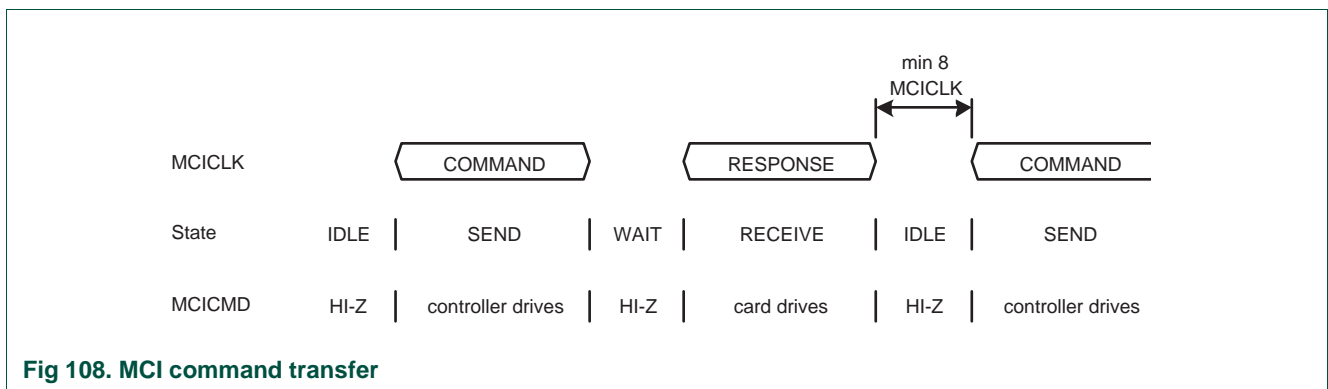 min 8
MCICLK
MCICLK COMMAND RESPONSE COMMAND
State IDLE SEND WAIT RECEIVE IDLE SEND
MCICMD HI-Z controller drives HI-Z card drives HI-Z controller drives
Fig 108. MCI command transfer